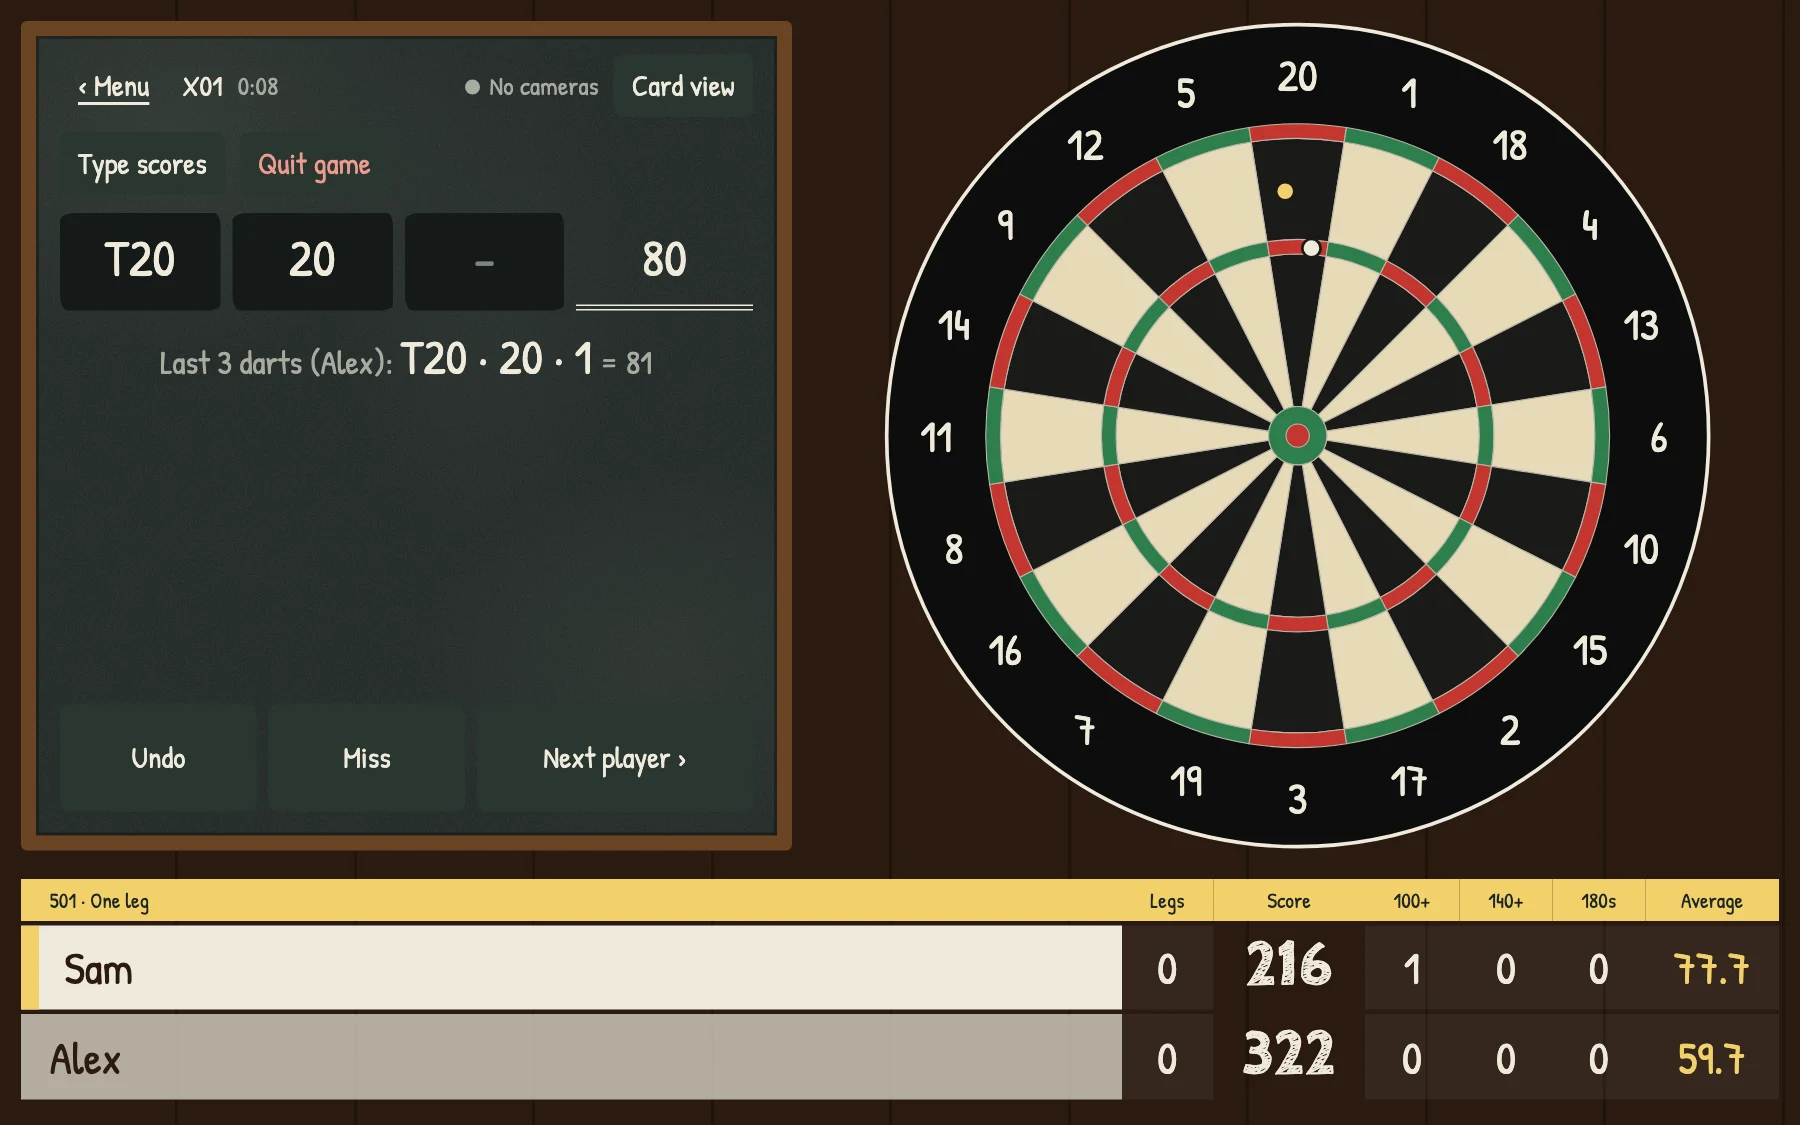 ‹ Menu X01 0:08 No cameras Card view
Type scores Quit game
T20 20 – 80
Last 3 darts (Alex): T20 · 20 · 1 = 81
Undo Miss Next player ›
20
5 1
12 18
9 4
14 13
11 6
8 10
16 15
7 2
19 17
3
501 · One leg Legs Score 100+ 140+ 180s Average
Sam 0 216 1 0 0 77.7
Alex 0 322 0 0 0 59.7